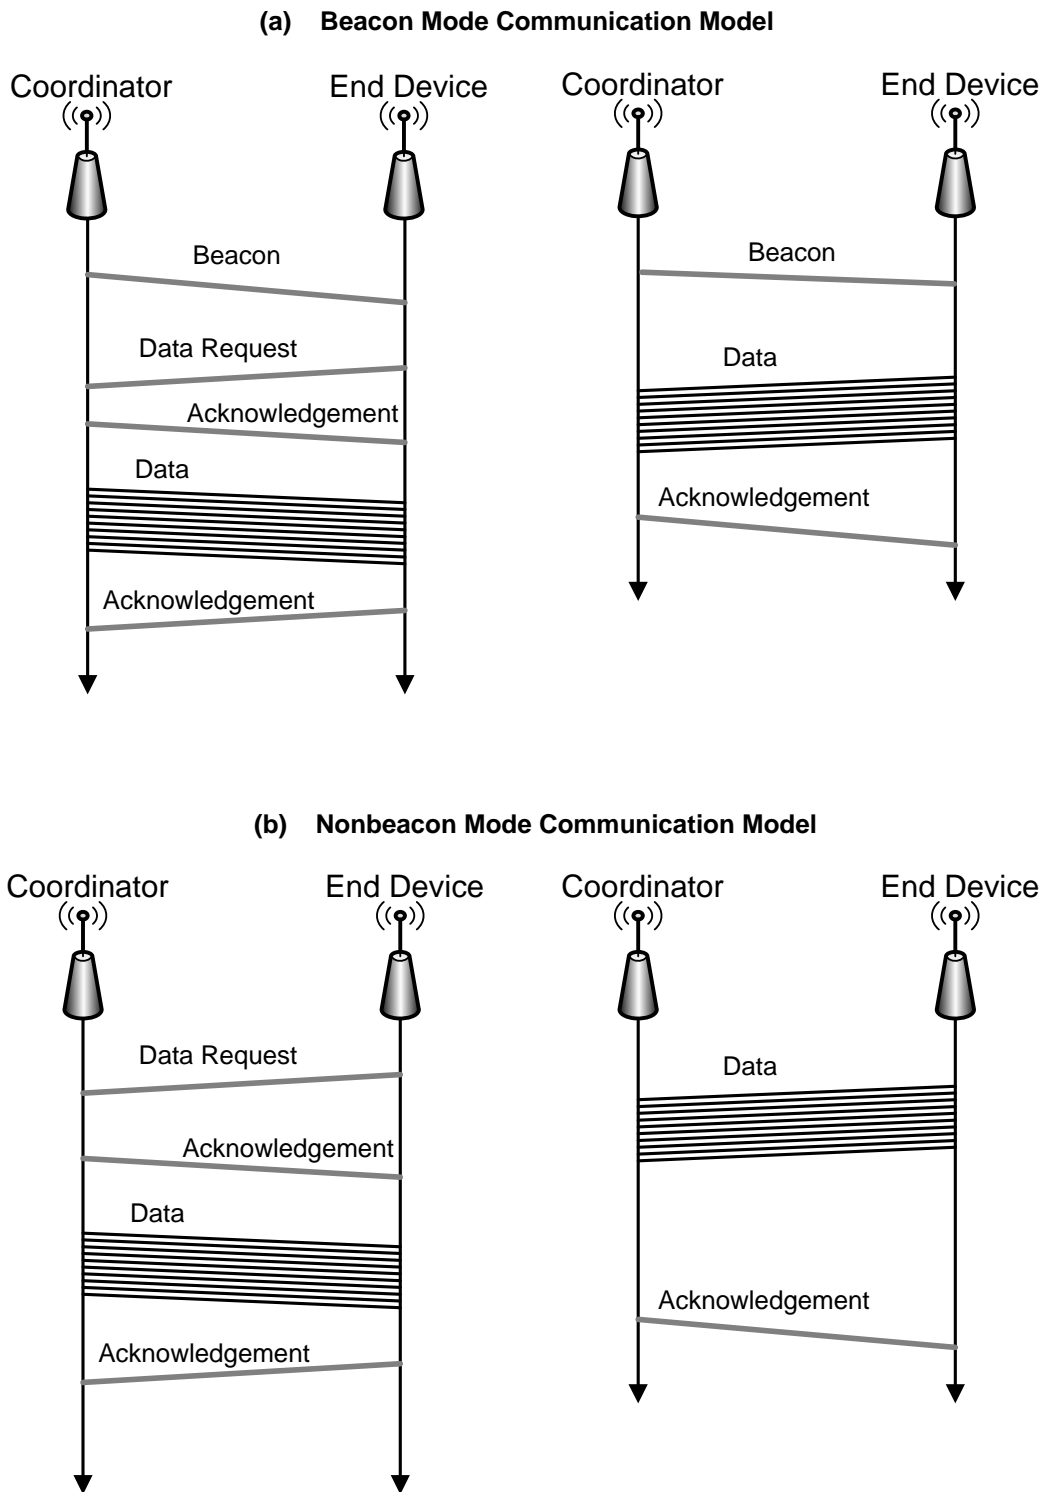 (a) Beacon Mode Communication Model
Coordinator
End Device
Beacon
Data Request
Acknowledgement
Data
Acknowledgement
Coordinator
End Device
Beacon
Data
Acknowledgement
(b) Nonbeacon Mode Communication Model
Coordinator
End Device
Data Request
Acknowledgement
Data
Acknowledgement
Coordinator
End Device
Data
Acknowledgement